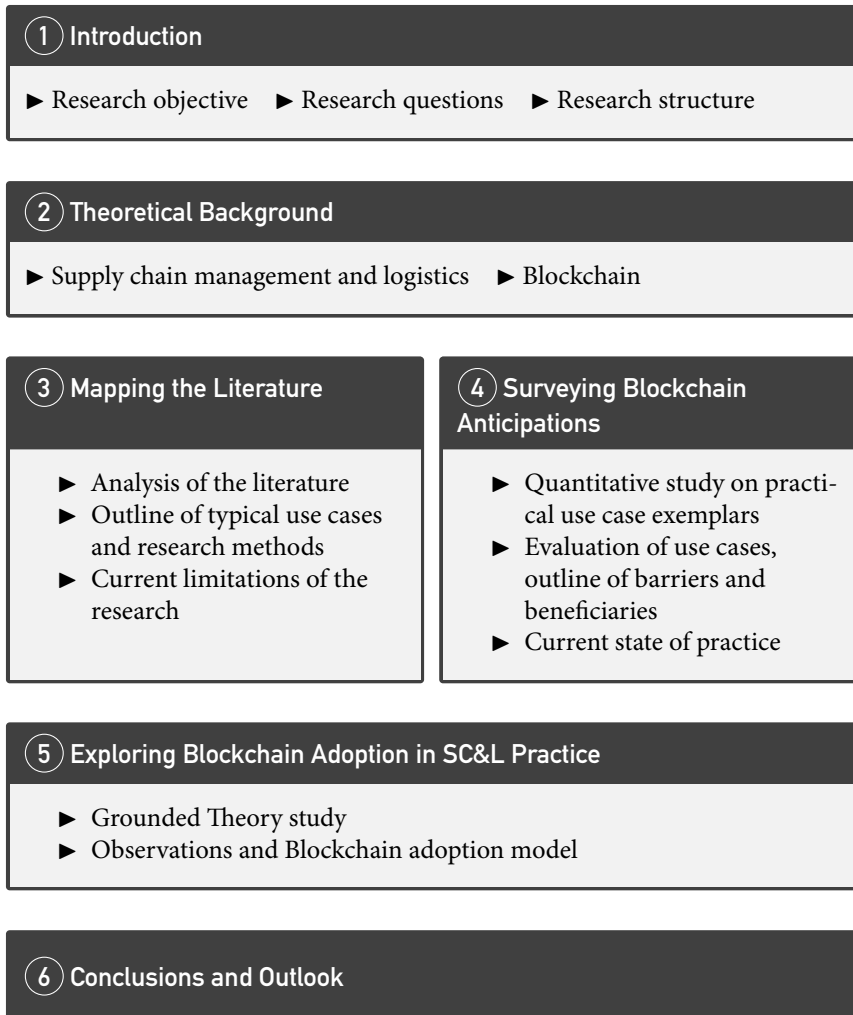 1 Introduction
► Research objective ► Research questions ► Research structure
2 Theoretical Background
► Supply chain management and logistics ► Blockchain
3 Mapping the Literature
► Analysis of the literature
► Outline of typical use cases
and research methods
► Current limitations of the
research
4 Surveying Blockchain
Anticipations
► Quantitative study on practi-
cal use case exemplars
► Evaluation of use cases,
outline of barriers and
beneficiaries
► Current state of practice
5 Exploring Blockchain Adoption in SC&L Practice
► Grounded Theory study
► Observations and Blockchain adoption model
6 Conclusions and Outlook